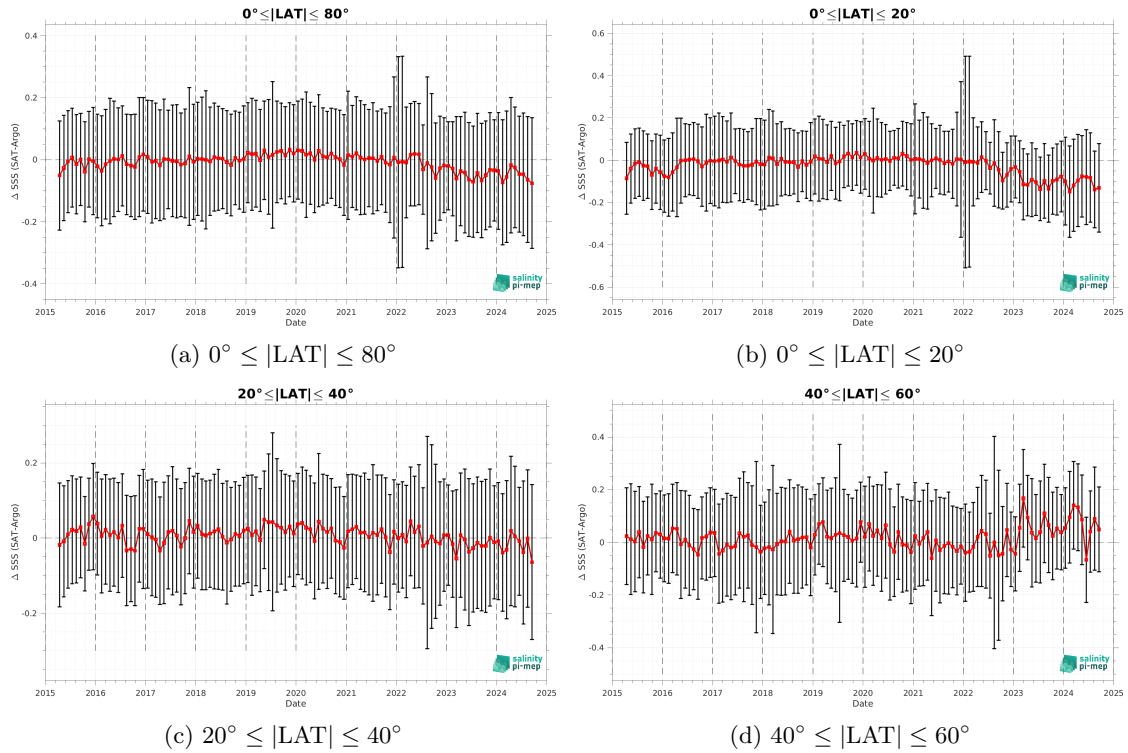 0°≤|LAT|≤ 80°
0.4
0.2
0
-0.2
-0.4
Δ SSS (SAT-Argo)
salinity
pi-mep
2015 2016 2017 2018 2019 2020 2021 2022 2023 2024 2025
Date
(a) 0° ≤ |LAT| ≤ 80°
0°≤|LAT|≤ 20°
0.6
0.4
0.2
0
-0.2
-0.4
-0.6
Δ SSS (SAT-Argo)
salinity
pi-mep
2015 2016 2017 2018 2019 2020 2021 2022 2023 2024 2025
Date
(b) 0° ≤ |LAT| ≤ 20°
20°≤|LAT|≤ 40°
0.2
0
-0.2
Δ SSS (SAT-Argo)
salinity
pi-mep
2015 2016 2017 2018 2019 2020 2021 2022 2023 2024 2025
Date
(c) 20° ≤ |LAT| ≤ 40°
40°≤|LAT|≤ 60°
0.4
0.2
0
-0.2
-0.4
Δ SSS (SAT-Argo)
salinity
pi-mep
2015 2016 2017 2018 2019 2020 2021 2022 2023 2024 2025
Date
(d) 40° ≤ |LAT| ≤ 60°